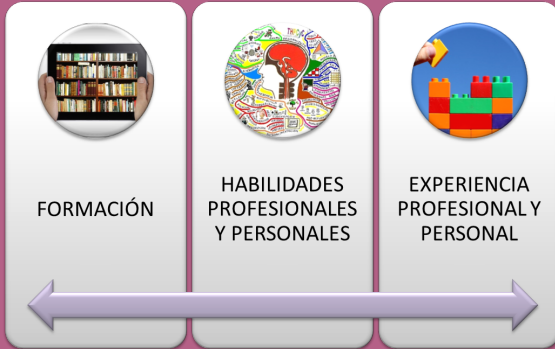 FORMACIÓN
HABILIDADES
PROFESIONALES
Y PERSONALES
EXPERIENCIA
PROFESIONAL Y
PERSONAL